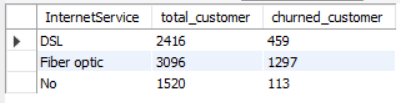 InternetService total_customer churned_customer
DSL 2416 459
Fiber optic 3096 1297
No 1520 113